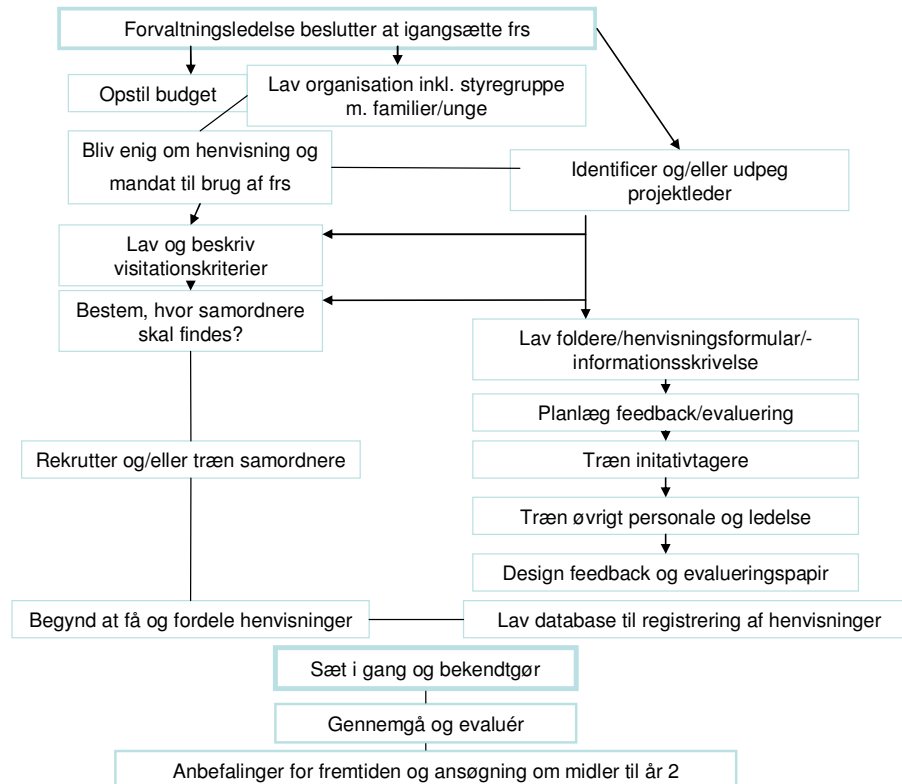 Forvaltningsledelse beslutter at igangsætte frs
Opstil budget
Lav organisation inkl. styregruppe
m. familier/unge
Bliv enig om henvisning og
mandat til brug af frs
Identificer og/eller udpeg
projektleder
Lav og beskriv
visitationskriterier
Bestem, hvor samordnere
skal findes?
Lav foldere/henvisningsformular/-
informationsskrivelse
Planlæg feedback/evaluering
Rekrutter og/eller træn samordnere
Træn initativtagere
Træn øvrigt personale og ledelse
Design feedback og evalueringspapir
Begynd at få og fordele henvisninger
Lav database til registrering af henvisninger
Sæt i gang og bekendtgør
Gennemgå og evaluér
Anbefalinger for fremtiden og ansøgning om midler til år 2